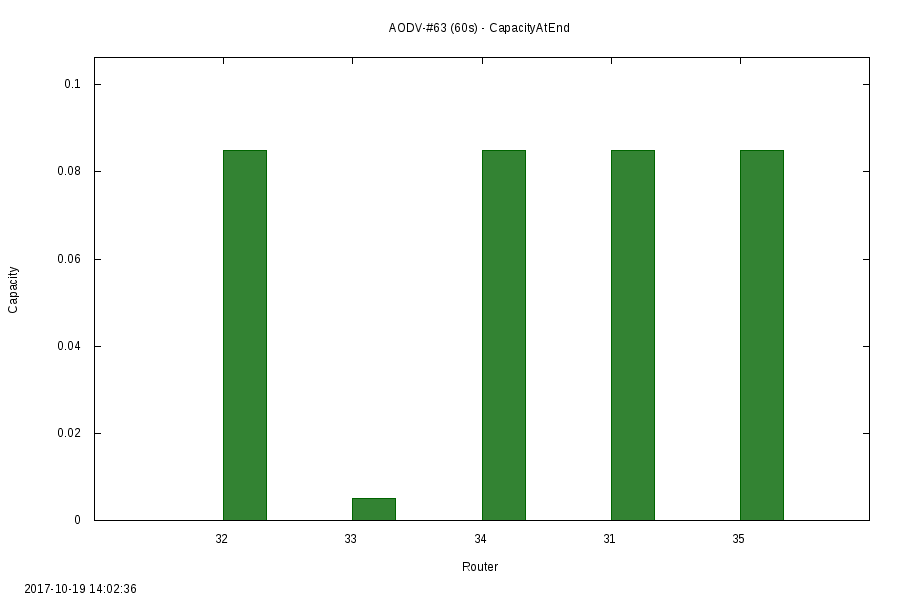 AODV-#63 (60s) - CapacityAtEnd
0.1
0.08
0.06
0.04
0.02
0
Capacity
32 33 34 31 35
Router
2017-10-19 14:02:36